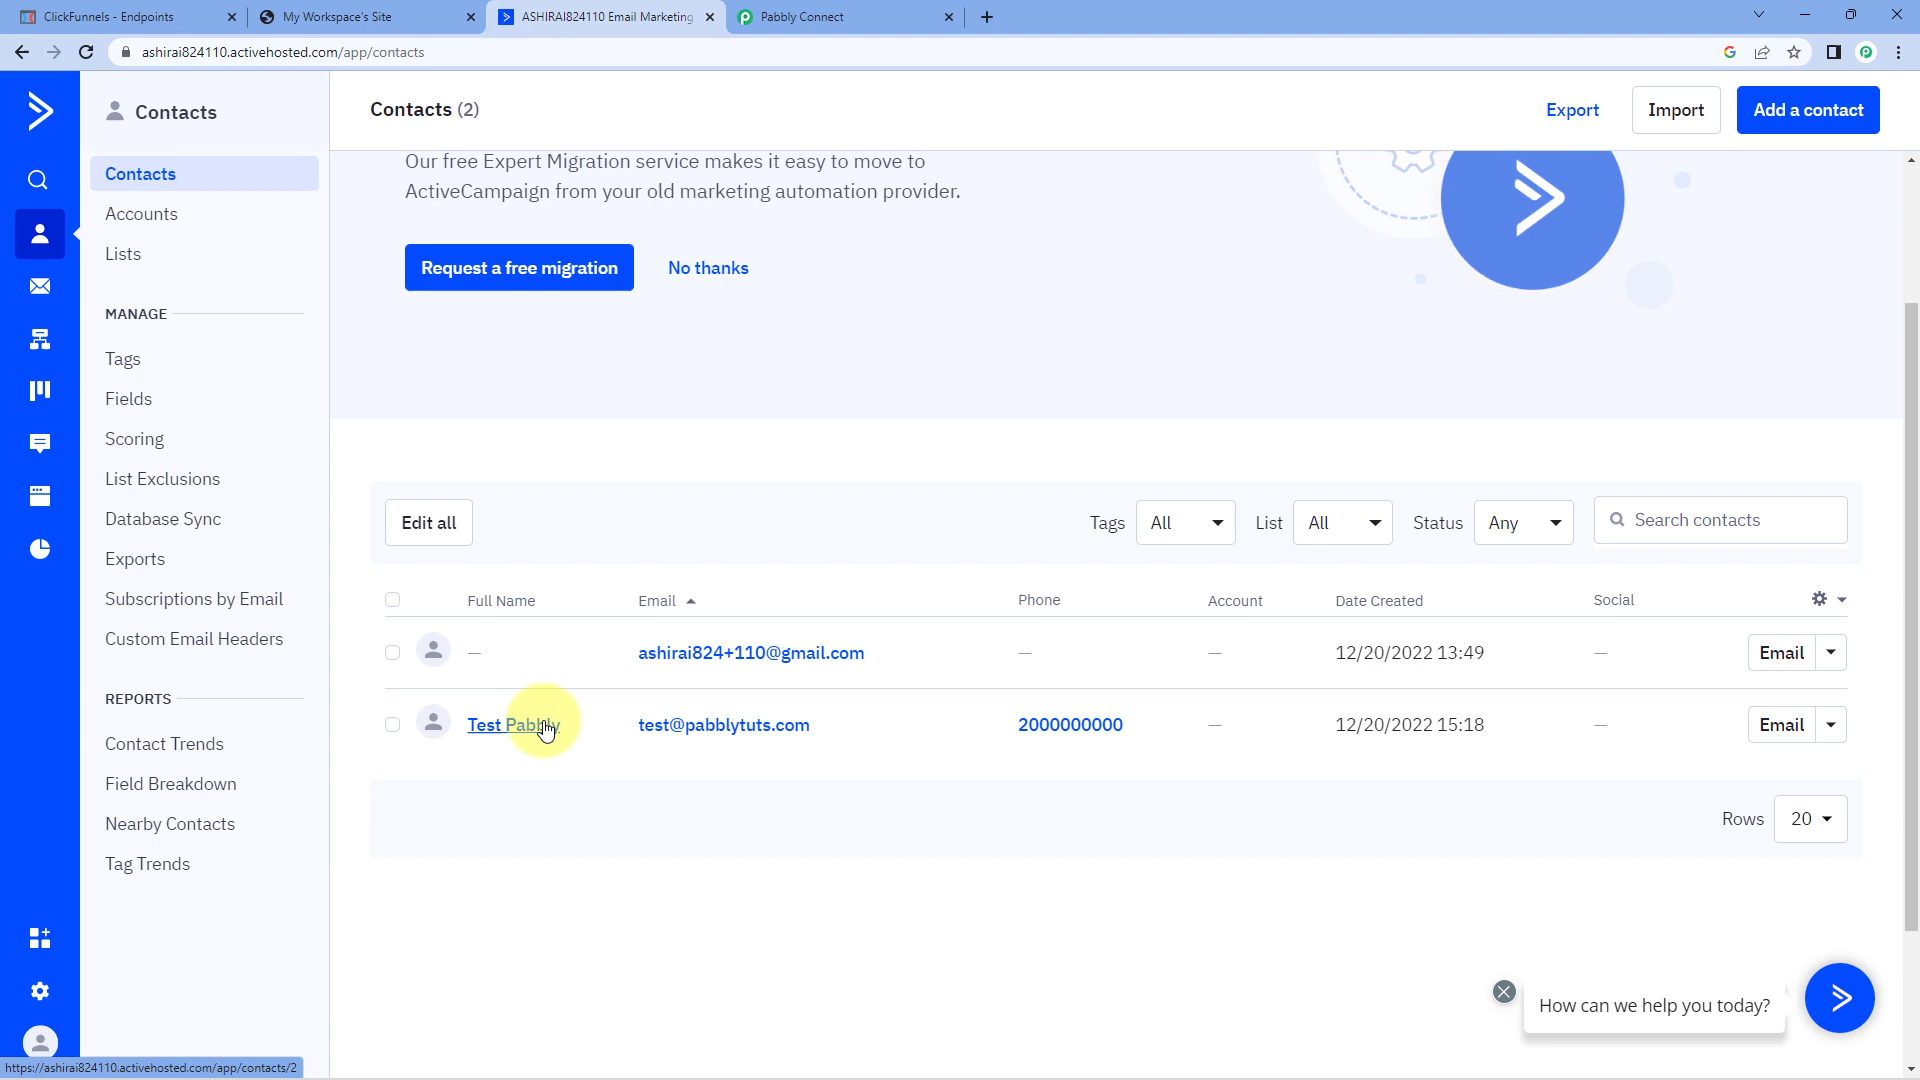 ClickFunnels - Endpoints
My Workspace's Site
ASHIRAI824110 Email Marketing
Pabbly Connect
ashirai824110.activehosted.com/app/contacts
Contacts
Contacts
Accounts
Lists
MANAGE
Tags
Fields
Scoring
List Exclusions
Database Sync
Exports
Subscriptions by Email
Custom Email Headers
REPORTS
Contact Trends
Field Breakdown
Nearby Contacts
Tag Trends
Contacts (2)
Export
Import
Add a contact
Our free Expert Migration service makes it easy to move to
ActiveCampaign from your old marketing automation provider.
Request a free migration
No thanks
Edit all
Tags All List All Status Any Search contacts
Full Name Email Phone Account Date Created Social
— ashirai824+110@gmail.com — — 12/20/2022 13:49 — Email
Test Pabbly test@pabblytuts.com 2000000000 — 12/20/2022 15:18 — Email
Rows 20
How can we help you today?
https://ashirai824110.activehosted.com/app/contacts/2